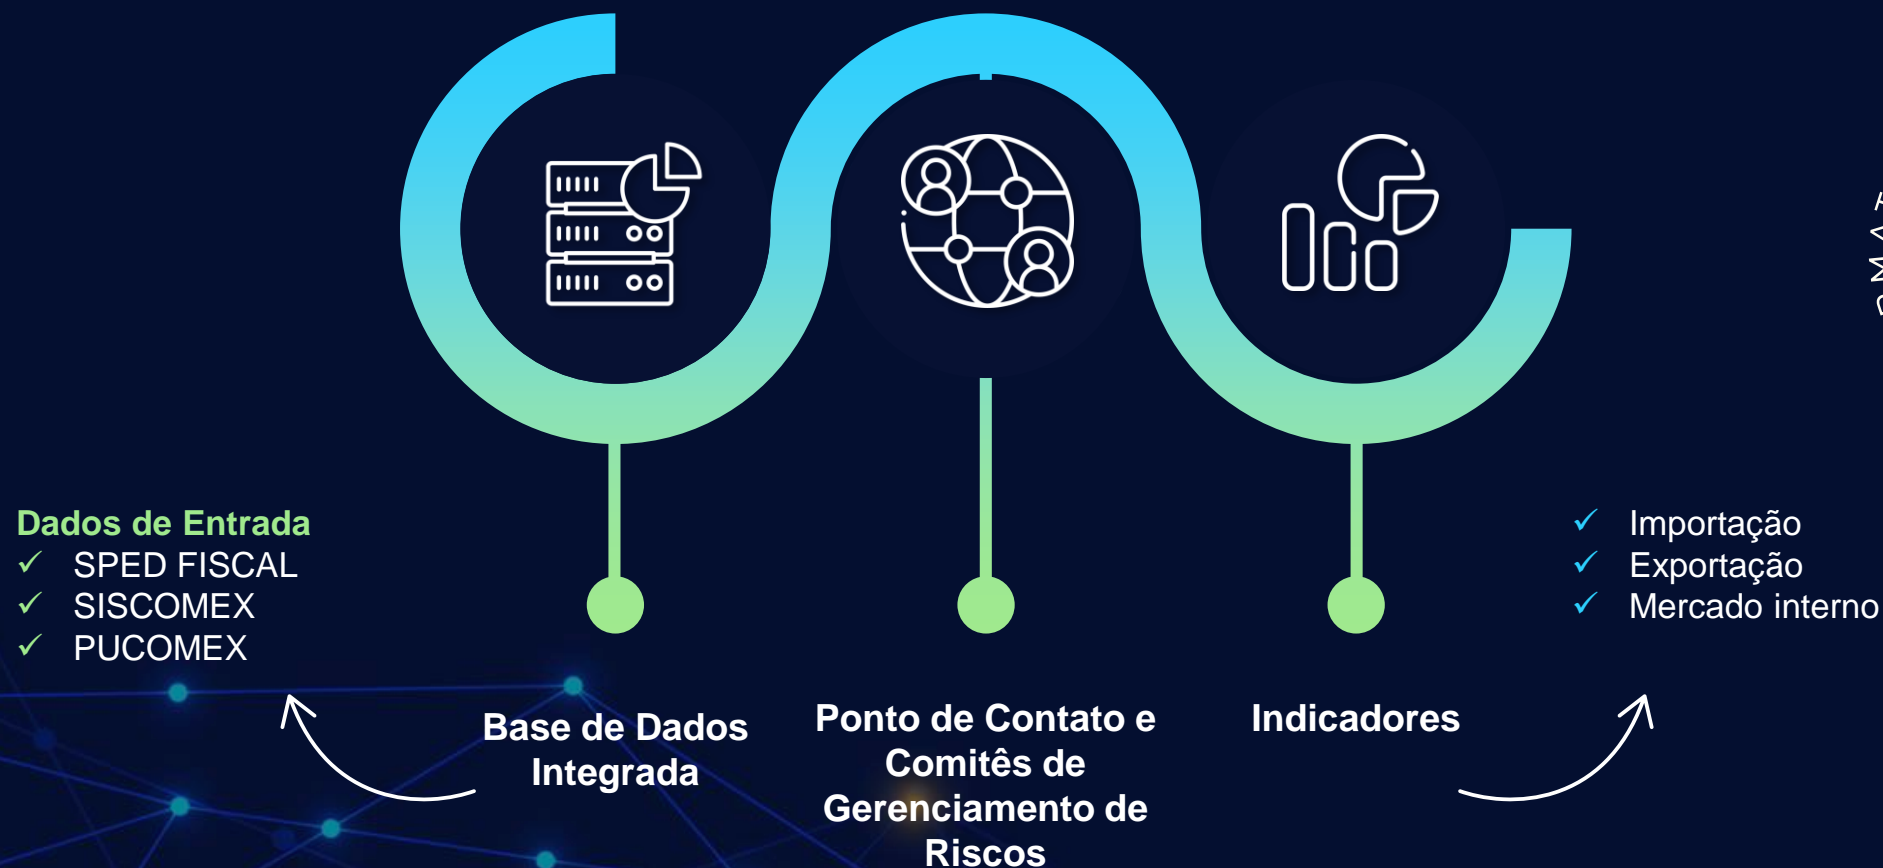 Dados de Entrada
✓ SPED FISCAL
✓ SISCOMEX
✓ PUCOMEX
Base de Dados
Integrada
Ponto de Contato e
Comitês de
Gerenciamento de
Riscos
Indicadores
✓ Importação
✓ Exportação
✓ Mercado interno